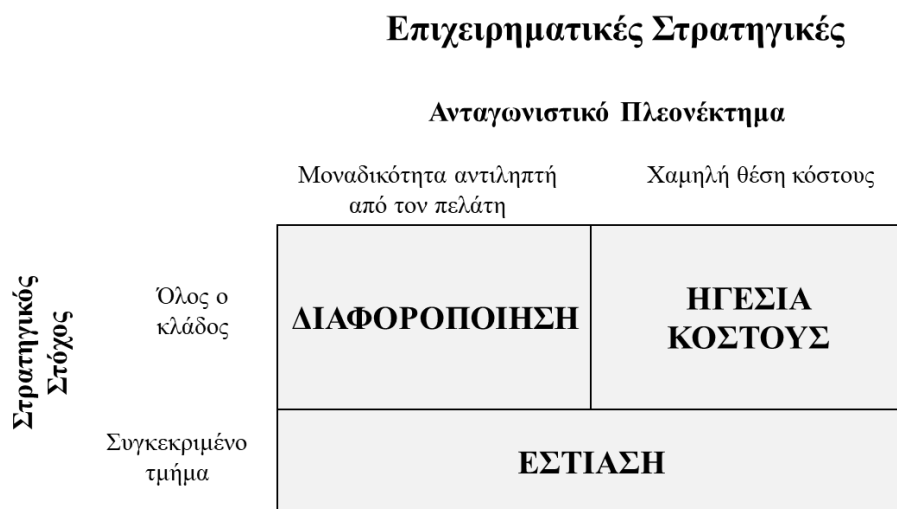 Επιχειρηματικές Στρατηγικές
Ανταγωνιστικό Πλεονέκτημα
Μοναδικότητα αντιληπτή
από τον πελάτη
Χαμηλή θέση κόστους
Στρατηγικός
Στόχος
Όλος ο
κλάδος
ΔΙΑΦΟΡΟΠΟΙΗΣΗ
ΗΓΕΣΙΑ
ΚΟΣΤΟΥΣ
Συγκεκριμένο
τμήμα
ΕΣΤΙΑΣΗ